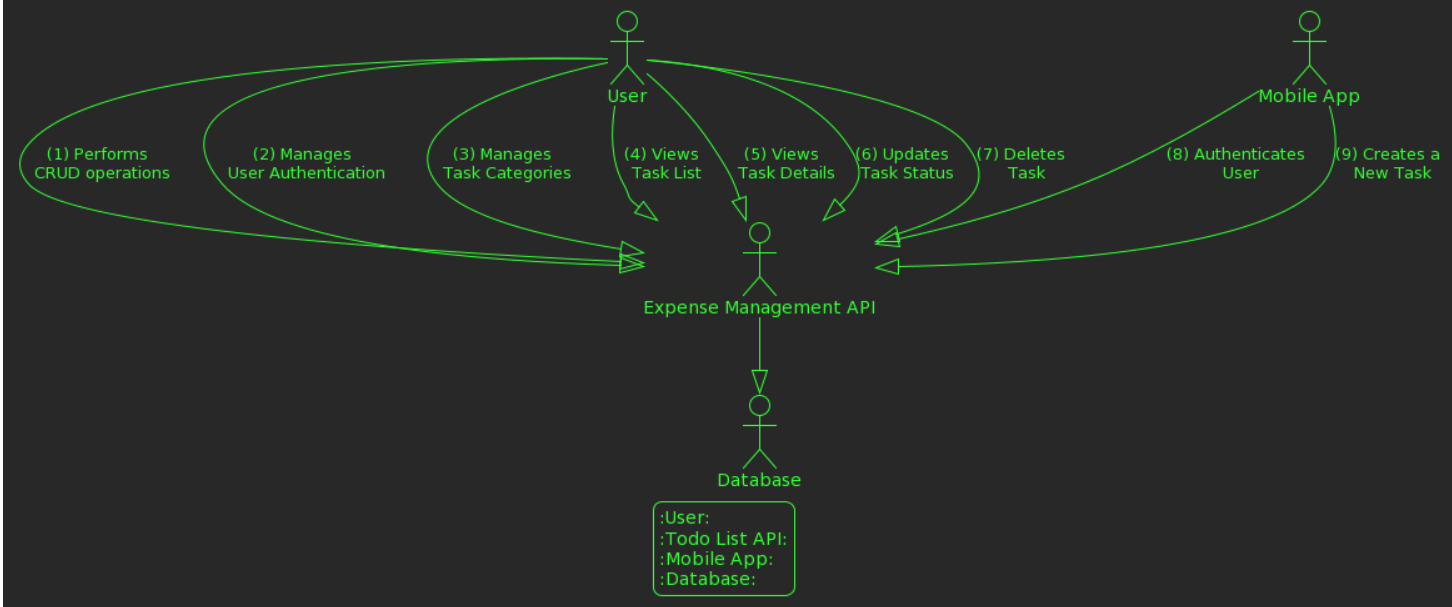 User
Mobile App
(1) Performs
CRUD operations
(2) Manages
User Authentication
(3) Manages
Task Categories
(4) Views
Task List
(5) Views
Task Details
(6) Updates
Task Status
(7) Deletes
Task
(8) Authenticates
User
(9) Creates a
New Task
Expense Management API
Database
:User:
:Todo List API:
:Mobile App:
:Database: